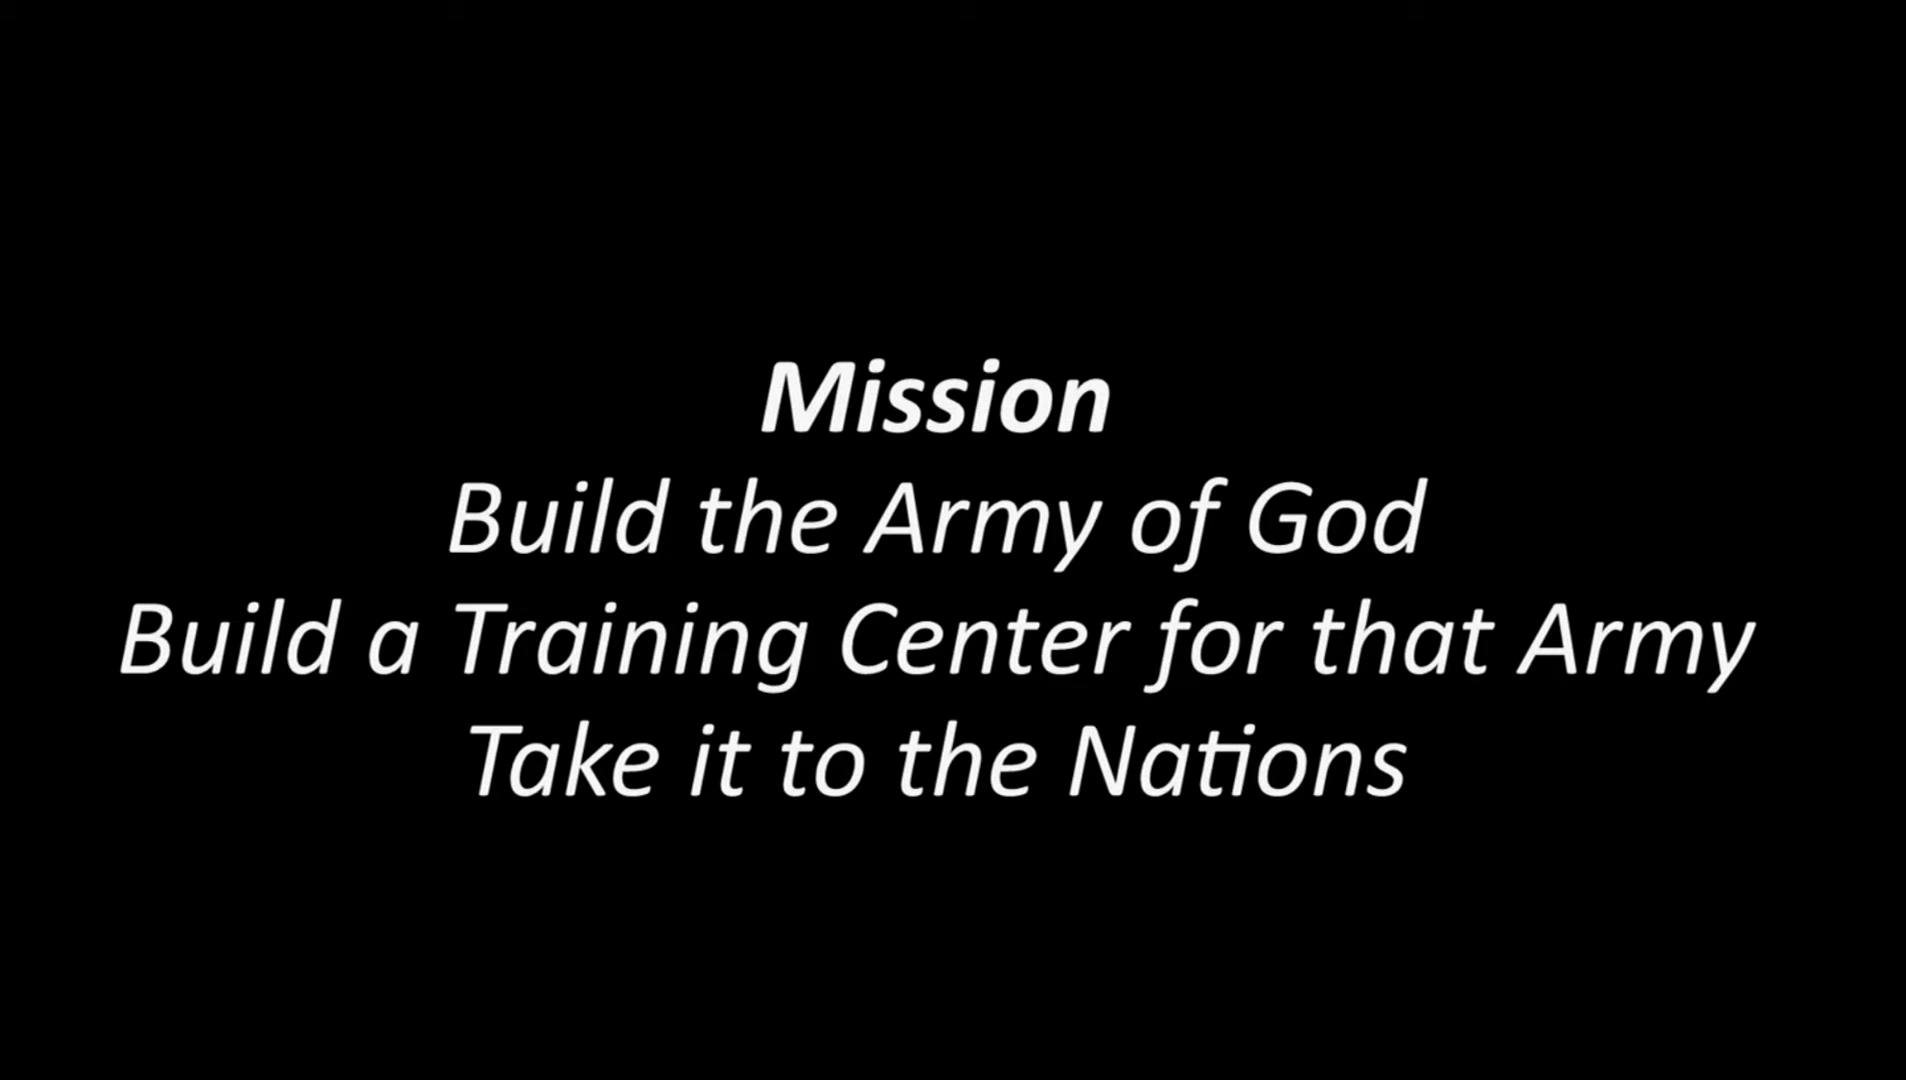 Mission
Build the Army of God
Build a Training Center for that Army
Take it to the Nations